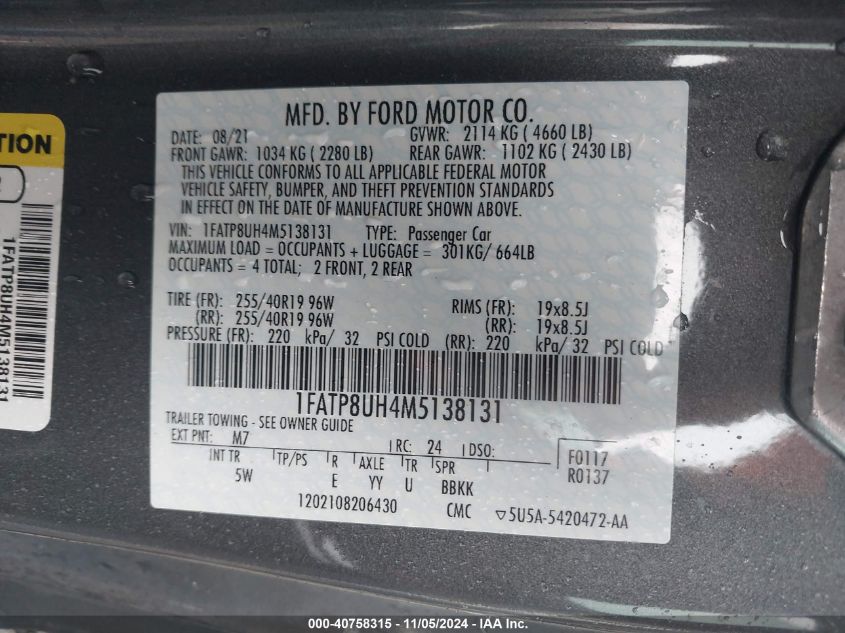 MFD. BY FORD MOTOR CO.
DATE: 08/21 GVWR: 2114 KG ( 4660 LB)
FRONT GAWR: 1034 KG ( 2280 LB) REAR GAWR: 1102 KG ( 2430 LB)
THIS VEHICLE CONFORMS TO ALL APPLICABLE FEDERAL MOTOR
VEHICLE SAFETY, BUMPER, AND THEFT PREVENTION STANDARDS
IN EFFECT ON THE DATE OF MANUFACTURE SHOWN ABOVE.
VIN: 1FATP8UH4M5138131 TYPE: Passenger Car
MAXIMUM LOAD = OCCUPANTS + LUGGAGE = 301KG/ 664LB
OCCUPANTS = 4 TOTAL; 2 FRONT, 2 REAR
TIRE (FR): 255/40R19 96W RIMS (FR): 19x8.5J
(RR): 255/40R19 96W (RR): 19x8.5J
PRESSURE (FR): 220 kPa/ 32 PSI COLD (RR): 220 kPa/ 32 PSI COLD
1FATP8UH4M5138131
TRAILER TOWING - SEE OWNER GUIDE
EXT PNT: M7 RC: 24 DSO: F0117
R0137
INT TR TP/PS R AXLE TR SPR
5W E YY U BBKK
1202108206430 CMC 5U5A-5420472-AA
TION
1FATP8UH4M5138131
000-40758315 - 11/05/2024 - IAA Inc.